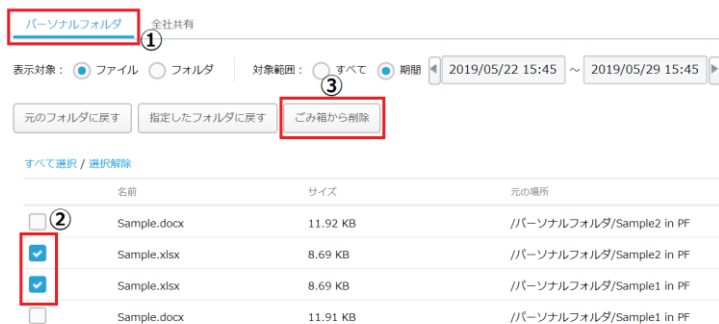 パーソナルフォルダ 全社共有
①
表示対象： ファイル フォルダ 対象範囲： すべて 期間 2019/05/22 15:45 ～ 2019/05/29 15:45
③
元のフォルダに戻す 指定したフォルダに戻す ごみ箱から削除
すべて選択 / 選択解除
名前 サイズ 元の場所
② Sample.docx 11.92 KB /パーソナルフォルダ/Sample2 in PF
Sample.xlsx 8.69 KB /パーソナルフォルダ/Sample2 in PF
Sample.xlsx 8.69 KB /パーソナルフォルダ/Sample1 in PF
Sample.docx 11.91 KB /パーソナルフォルダ/Sample1 in PF